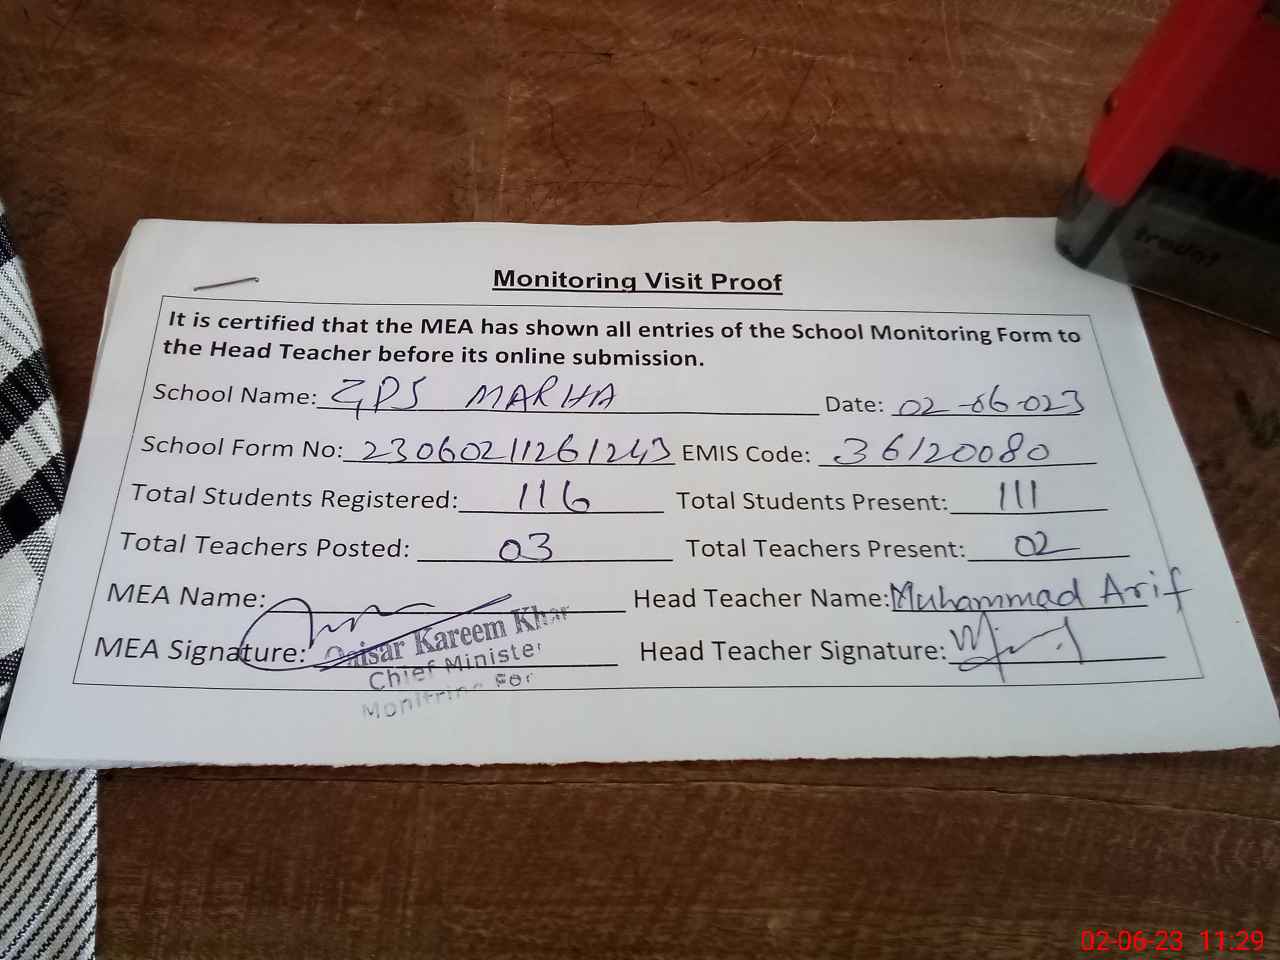 Monitoring Visit Proof
It is certified that the MEA has shown all entries of the School Monitoring Form to
the Head Teacher before its online submission.
School Name: GPS MARHA Date: 02-06-023
School Form No: 23060211261243 EMIS Code: 36120080
Total Students Registered: 116 Total Students Present: 111
Total Teachers Posted: 03 Total Teachers Present: 02
MEA Name: Head Teacher Name: Muhammad Arif
MEA Signature: Qaisar Kareem Khar Head Teacher Signature:
Chief Minister
Monitring For
trodat
02-06-23 11:29